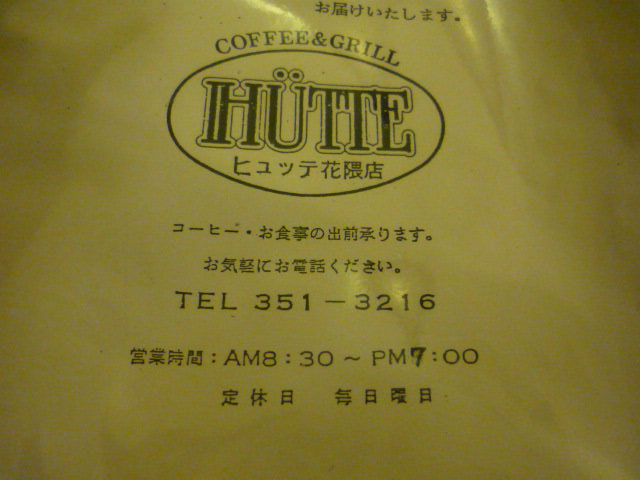 お届けいたします。
COFFEE&GRILL
HÜTTE
ヒュッテ花隈店
コーヒー・お食事の出前承ります。
お気軽にお電話ください。
TEL 351-3216
営業時間：AM8：30～PM7：00
定休日 毎日曜日